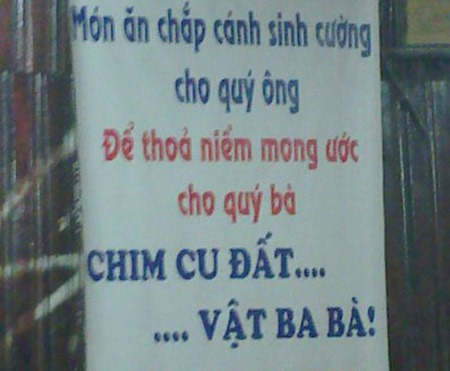 Món ăn chắp cánh sinh cường
cho quý ông
Để thoả niềm mong ước
cho quý bà
CHIM CU ĐẤT....
.... VẬT BA BÀ!